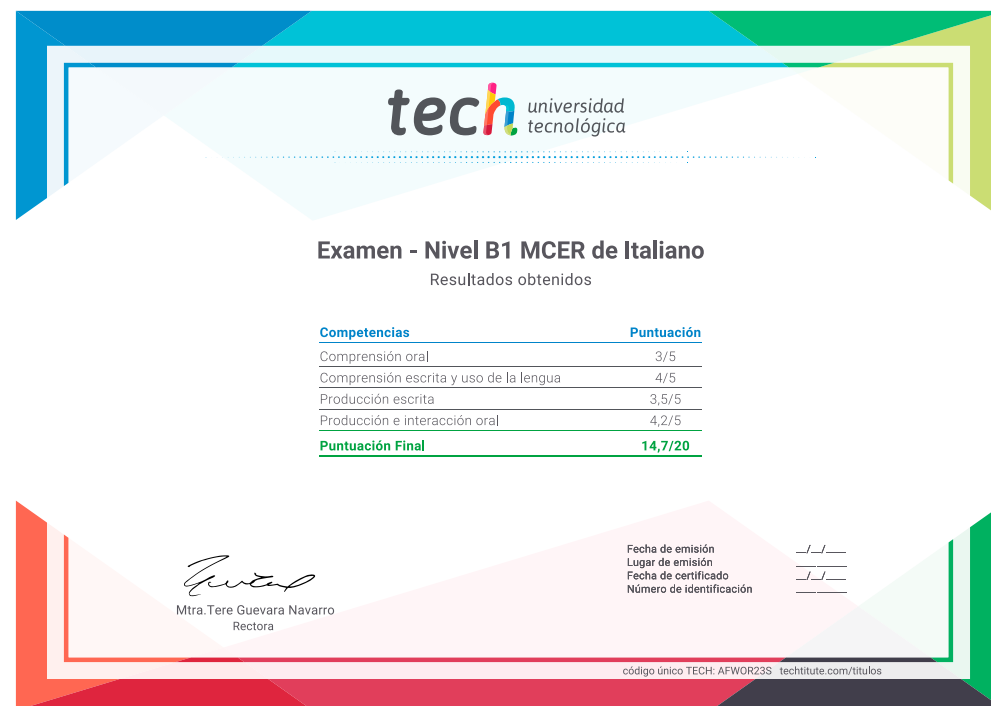 tech universidad
tecnológica
Examen - Nivel B1 MCER de Italiano
Resultados obtenidos
Competencias Puntuación
Comprensión oral 3/5
Comprensión escrita y uso de la lengua 4/5
Producción escrita 3,5/5
Producción e interacción oral 4,2/5
Puntuación Final 14,7/20
Fecha de emisión __/__/____
Lugar de emisión
Fecha de certificado __/__/____
Número de identificación
Mtra.Tere Guevara Navarro
Rectora
código único TECH: AFWOR23S techtitute.com/titulos